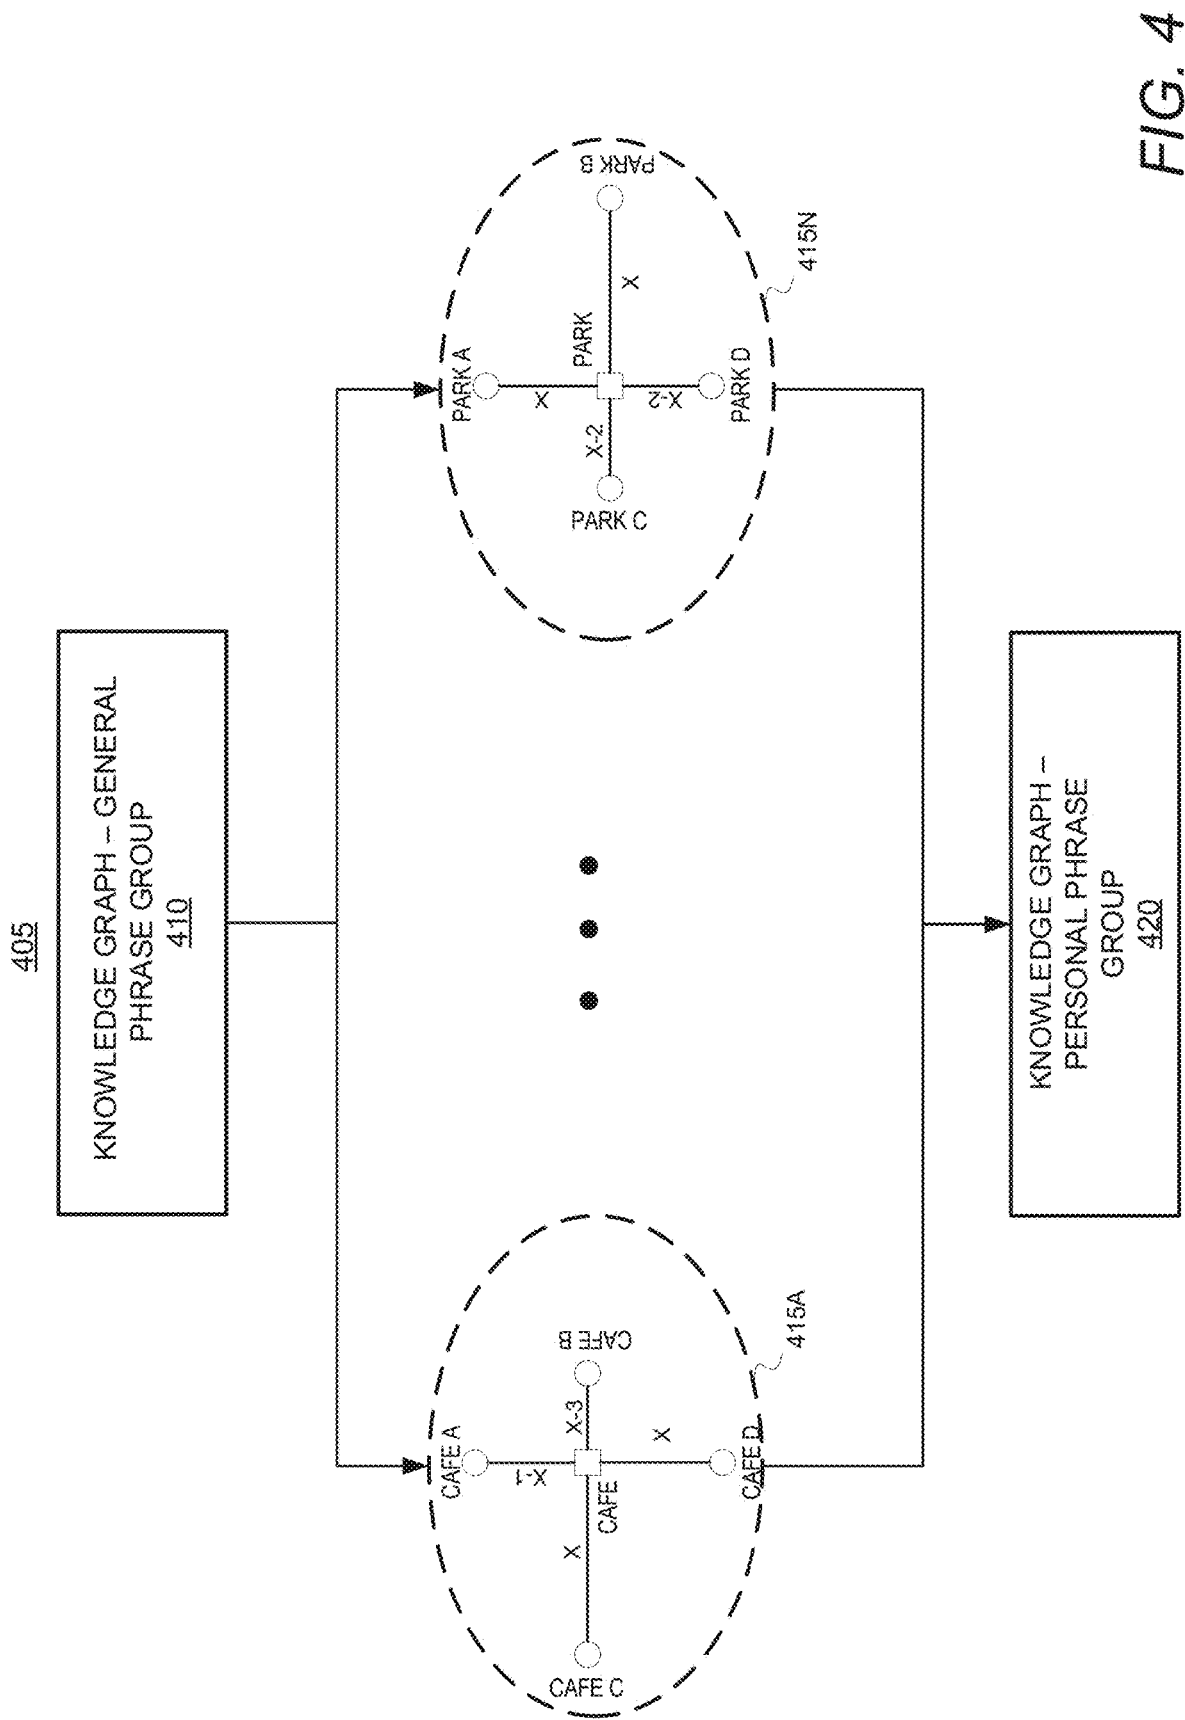 405
KNOWLEDGE GRAPH – GENERAL
PHRASE GROUP
410
CAFE A
X-1
CAFE B
X-3
CAFE
X
CAFE C
X
CAFE D
415A
PARK A
X
PARK B
PARK
X
X-2
PARK C
X-2
PARK D
415N
KNOWLEDGE GRAPH –
PERSONAL PHRASE
GROUP
420
FIG. 4